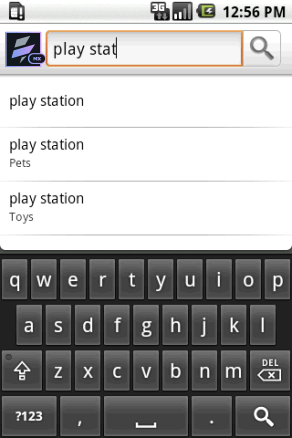 3G
12:56 PM
MX
play stat
play station
play station
Pets
play station
Toys
q w e r t y u i o p
a s d f g h j k l
z x c v b n m DEL
?123 , .